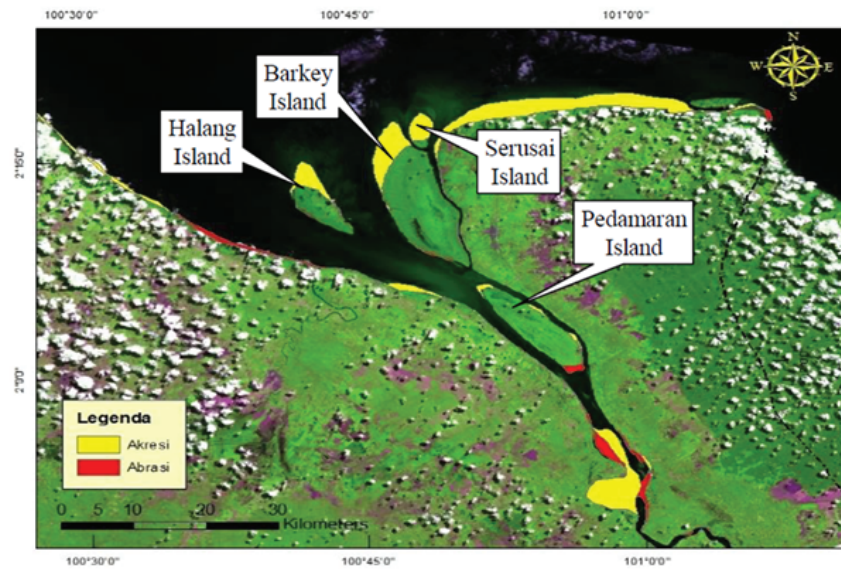 100°30'0"
100°45'0"
101°0'0"
N
W
E
S
Barkey
Island
Halang
Island
Serusai
Island
Pedamaran
Island
2°15'0"
2°9'0"
Legenda
Akresi
Abrasi
0
10
20
30
Kilometers
100°30'0"
100°45'0"
101°0'0"